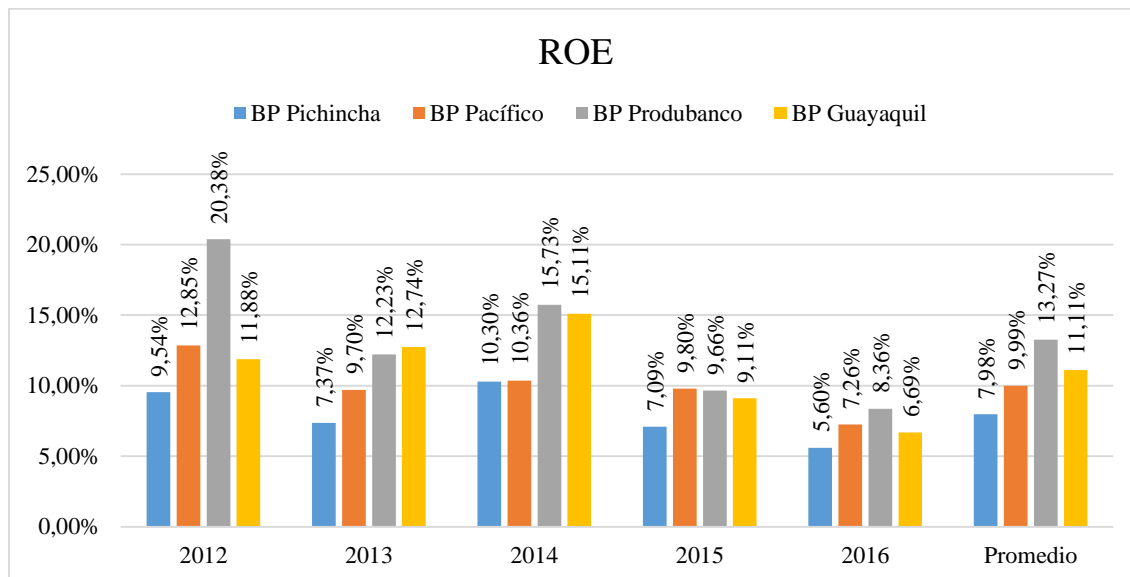 ROE
BP Pichincha BP Pacífico BP Produbanco BP Guayaquil
25,00%
20,00%
15,00%
10,00%
5,00%
0,00%
9,54% 12,85% 20,38% 11,88%
7,37% 9,70% 12,23% 12,74%
10,30% 10,36% 15,73% 15,11%
7,09% 9,80% 9,66% 9,11%
5,60% 7,26% 8,36% 6,69%
7,98% 9,99% 13,27% 11,11%
2012 2013 2014 2015 2016 Promedio